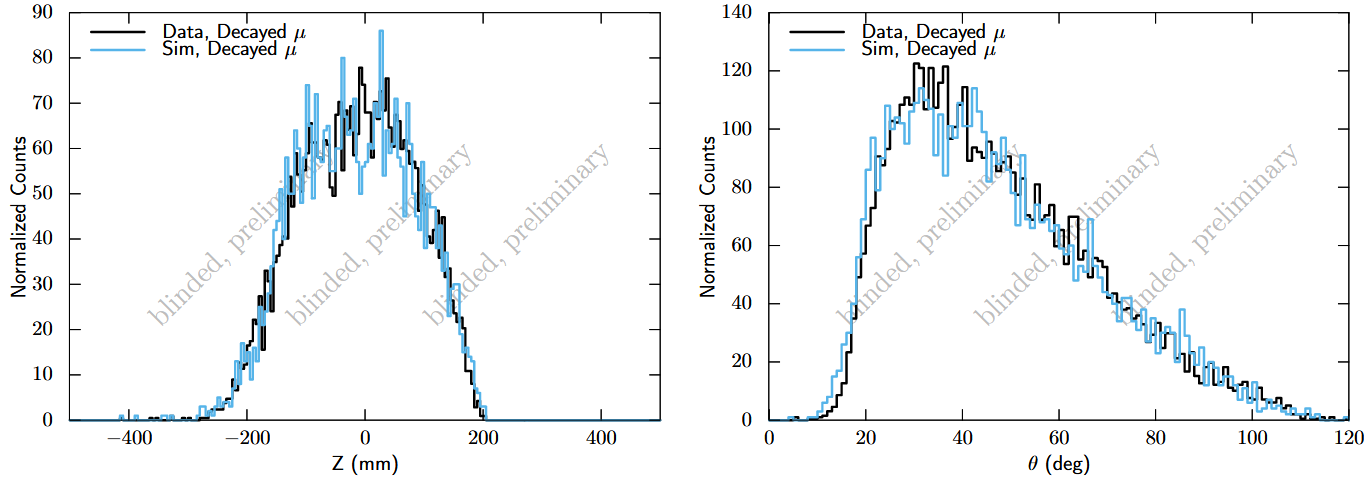 Data, Decayed μ
Sim, Decayed μ
90
80
70
60
50
40
30
20
10
0
Normalized Counts
−400
−200
0
200
400
Z (mm)
blinded, preliminary
blinded, preliminary
blinded, preliminary
Data, Decayed μ
Sim, Decayed μ
140
120
100
80
60
40
20
0
Normalized Counts
0
20
40
60
80
100
120
θ (deg)
blinded, preliminary
blinded, preliminary
blinded, preliminary